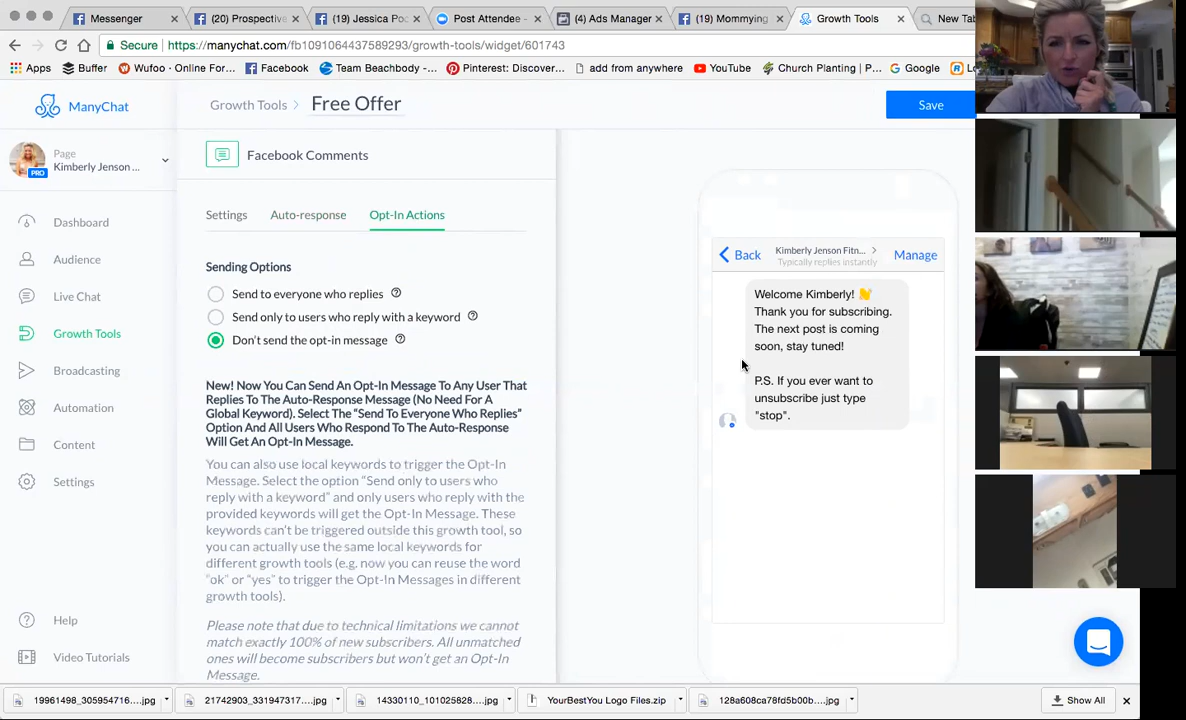 Messenger
(20) Prospective
(19) Jessica Po
Post Attendee -
(4) Ads Manager
(19) Mommying
Growth Tools
New Tab
Secure
https://manychat.com/fb1091064437589293/growth-tools/widget/601743
Apps
Buffer
Wufoo - Online For...
Facebook
Team Beachbody - ...
Pinterest: Discover...
add from anywhere
YouTube
Church Planting | P...
Google
ManyChat
Growth Tools
Free Offer
Save
Page
Kimberly Jenson ...
PRO
Dashboard
Audience
Live Chat
Growth Tools
Broadcasting
Automation
Content
Settings
Help
Video Tutorials
Facebook Comments
Settings
Auto-response
Opt-In Actions
Sending Options
Send to everyone who replies
Send only to users who reply with a keyword
Don't send the opt-in message
New! Now You Can Send An Opt-In Message To Any User That
Replies To The Auto-Response Message (No Need For A
Global Keyword). Select The “Send To Everyone Who Replies”
Option And All Users Who Respond To The Auto-Response
Will Get An Opt-In Message.
You can also use local keywords to trigger the Opt-In
Message. Select the option “Send only to users who
reply with a keyword” and only users who reply with the
provided keywords will get the Opt-In Message. These
keywords can't be triggered outside this growth tool, so
you can actually use the same local keywords for
different growth tools (e.g. now you can reuse the word
“ok” or “yes” to trigger the Opt-In Messages in different
growth tools).
Please note that due to technical limitations we cannot
match exactly 100% of new subscribers. All unmatched
ones will become subscribers but won't get an Opt-In
Message.
Back
Kimberly Jenson Fitn...
Typically replies instantly
Manage
Welcome Kimberly! 👋
Thank you for subscribing.
The next post is coming
soon, stay tuned!
P.S. If you ever want to
unsubscribe just type
"stop".
19961498_305954716....jpg
21742903_331947317....jpg
14330110_101025828....jpg
YourBestYou Logo Files.zip
128a608ca78fd5b00b....jpg
Show All